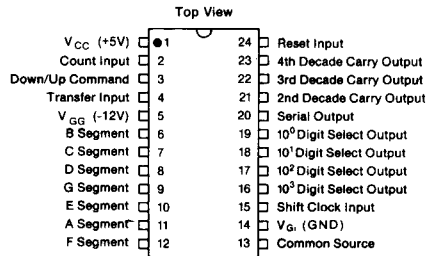 Top View
V CC (+5V) 1 24 Reset Input
Count Input 2 23 4th Decade Carry Output
Down/Up Command 3 22 3rd Decade Carry Output
Transfer Input 4 21 2nd Decade Carry Output
V GG (-12V) 5 20 Serial Output
B Segment 6 19 10⁰ Digit Select Output
C Segment 7 18 10¹ Digit Select Output
D Segment 8 17 10² Digit Select Output
G Segment 9 16 10³ Digit Select Output
E Segment 10 15 Shift Clock Input
A Segment 11 14 V GI (GND)
F Segment 12 13 Common Source